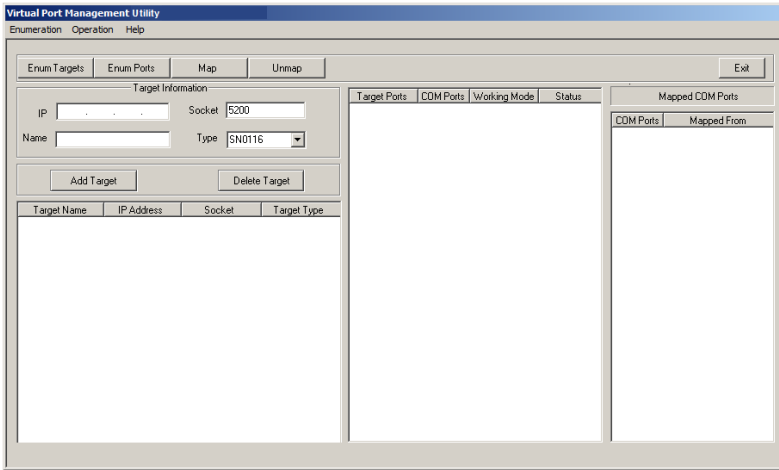 Virtual Port Management Utility
Enumeration Operation Help
Enum Targets Enum Ports Map Unmap Exit
Target Information
IP . . . Socket 5200
Name Type SN0116
Add Target Delete Target
Target Name IP Address Socket Target Type
Target Ports COM Ports Working Mode Status
Mapped COM Ports
COM Ports Mapped From